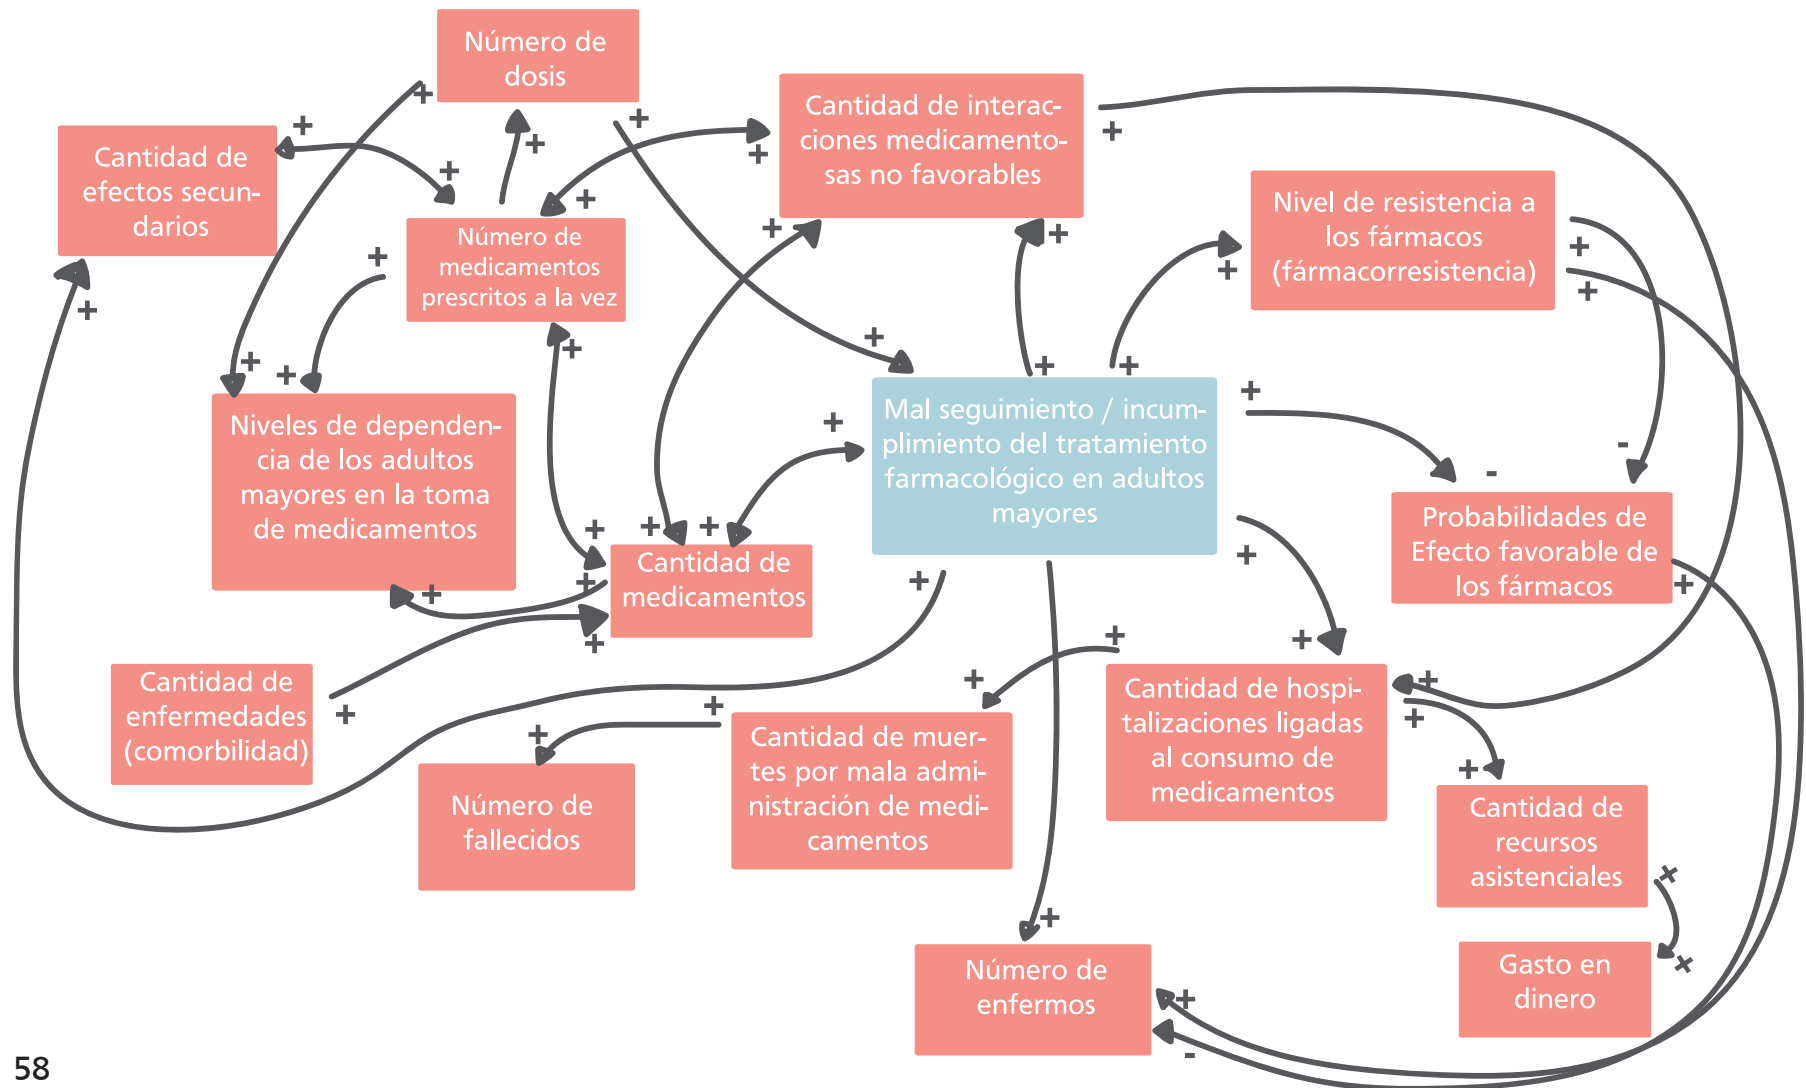 Número de
dosis
Cantidad de
efectos secun-
darios
Número de
medicamentos
prescritos a la vez
Cantidad de interac-
ciones medicamento-
sas no favorables
Nivel de resistencia a
los fármacos
(fármacorresistencia)
Niveles de dependen-
cia de los adultos
mayores en la toma
de medicamentos
Mal seguimiento / incum-
plimiento del tratamiento
farmacológico en adultos
mayores
Probabilidades de
Efecto favorable de
los fármacos
Cantidad de
medicamentos
Cantidad de
enfermedades
(comorbilidad)
Número de
fallecidos
Cantidad de muer-
tes por mala admi-
nistración de medi-
camentos
Cantidad de hospi-
talizaciones ligadas
al consumo de
medicamentos
Cantidad de
recursos
asistenciales
Número de
enfermos
Gasto en
dinero
58